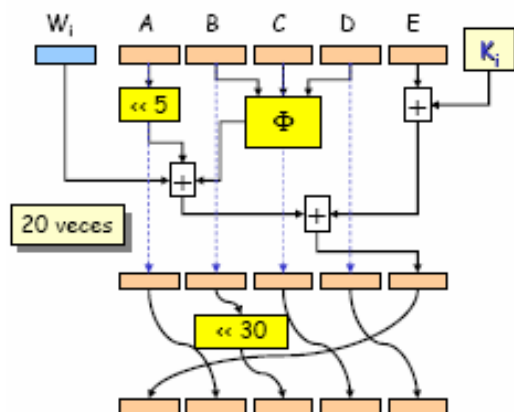 Wᵢ A B C D E
Kᵢ
<< 5
Φ
+
+
+
20 veces
<< 30